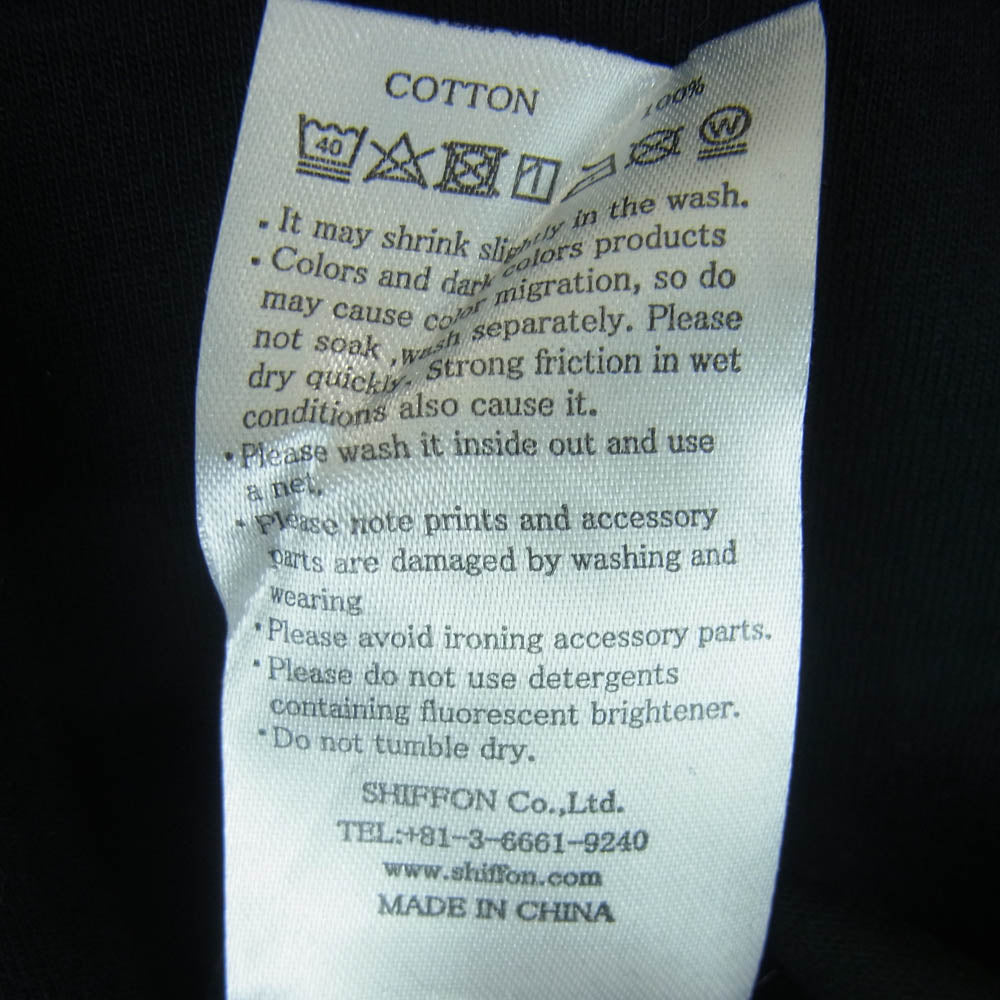 COTTON 100%
40 W
• It may shrink slightly in the wash.
• Colors and dark colors products
may cause color migration, so do
not soak ,wash separately. Please
dry quickly. Strong friction in wet
conditions also cause it.
• Please wash it inside out and use
a net.
• Please note prints and accessory
parts are damaged by washing and
wearing
• Please avoid ironing accessory parts.
• Please do not use detergents
containing fluorescent brightener.
• Do not tumble dry.
SHIFFON Co.,Ltd.
TEL:+81-3-6661-9240
www.shiffon.com
MADE IN CHINA